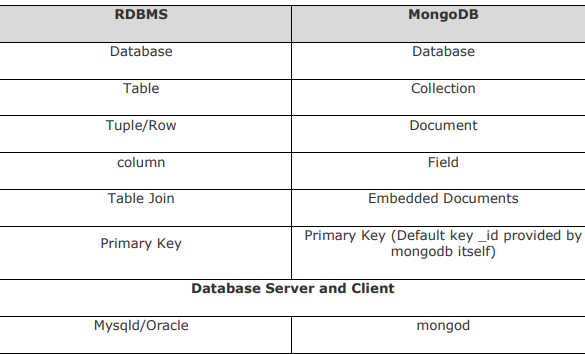 RDBMS MongoDB
Database Database
Table Collection
Tuple/Row Document
column Field
Table Join Embedded Documents
Primary Key Primary Key (Default key _id provided by
mongodb itself)
Database Server and Client
Mysqld/Oracle mongod